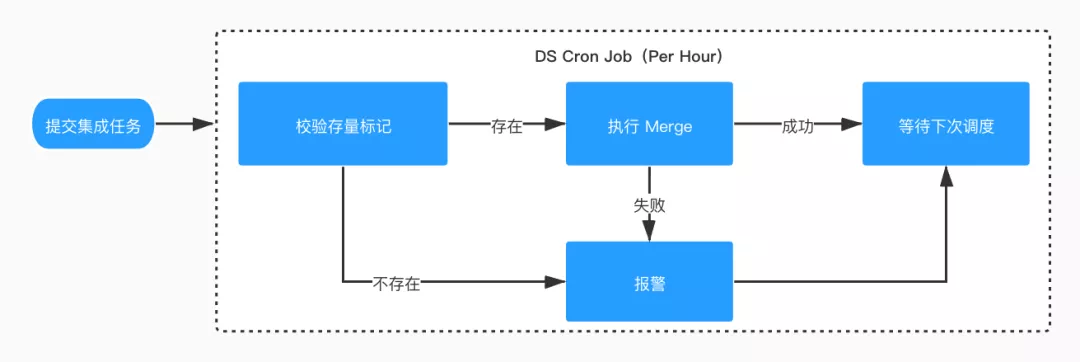 DS Cron Job（Per Hour）
提交集成任务
校验存量标记
存在
执行 Merge
成功
等待下次调度
失败
不存在
报警